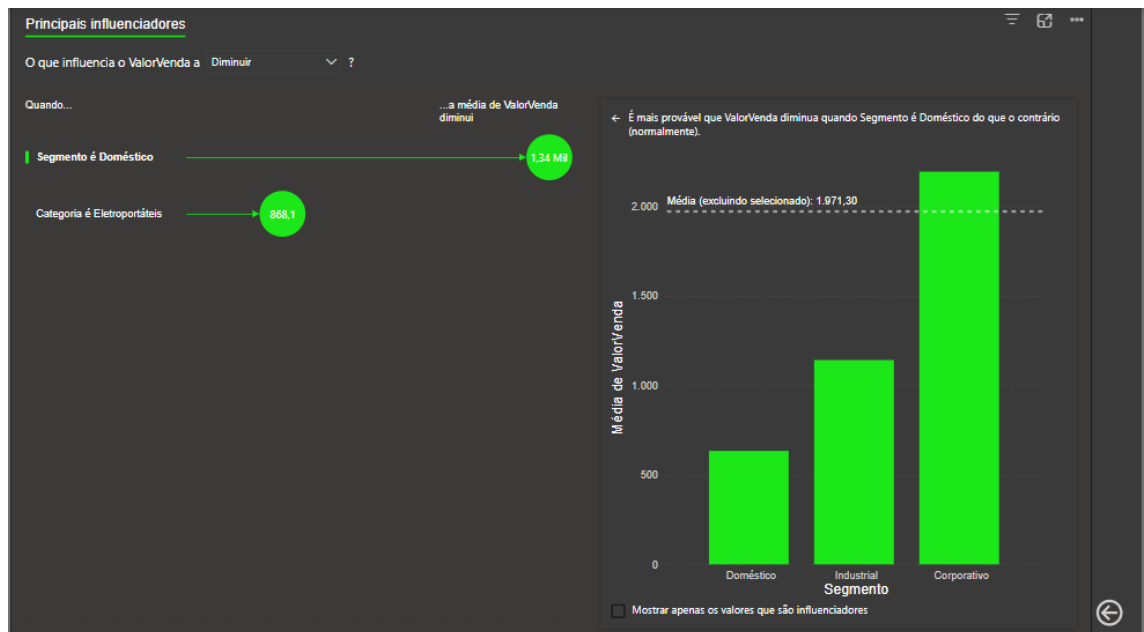 Principais influenciadores
O que influencia o ValorVenda a Diminuir ?
Quando...
...a média de ValorVenda
diminui
Segmento é Doméstico
1,34 Mil
Categoria é Eletroportáteis
868,1
← É mais provável que ValorVenda diminua quando Segmento é Doméstico do que o contrário
(normalmente).
Média (excluindo selecionado): 1.971,30
2.000
1.500
1.000
500
0
Média de ValorVenda
Doméstico
Industrial
Corporativo
Segmento
Mostrar apenas os valores que são influenciadores